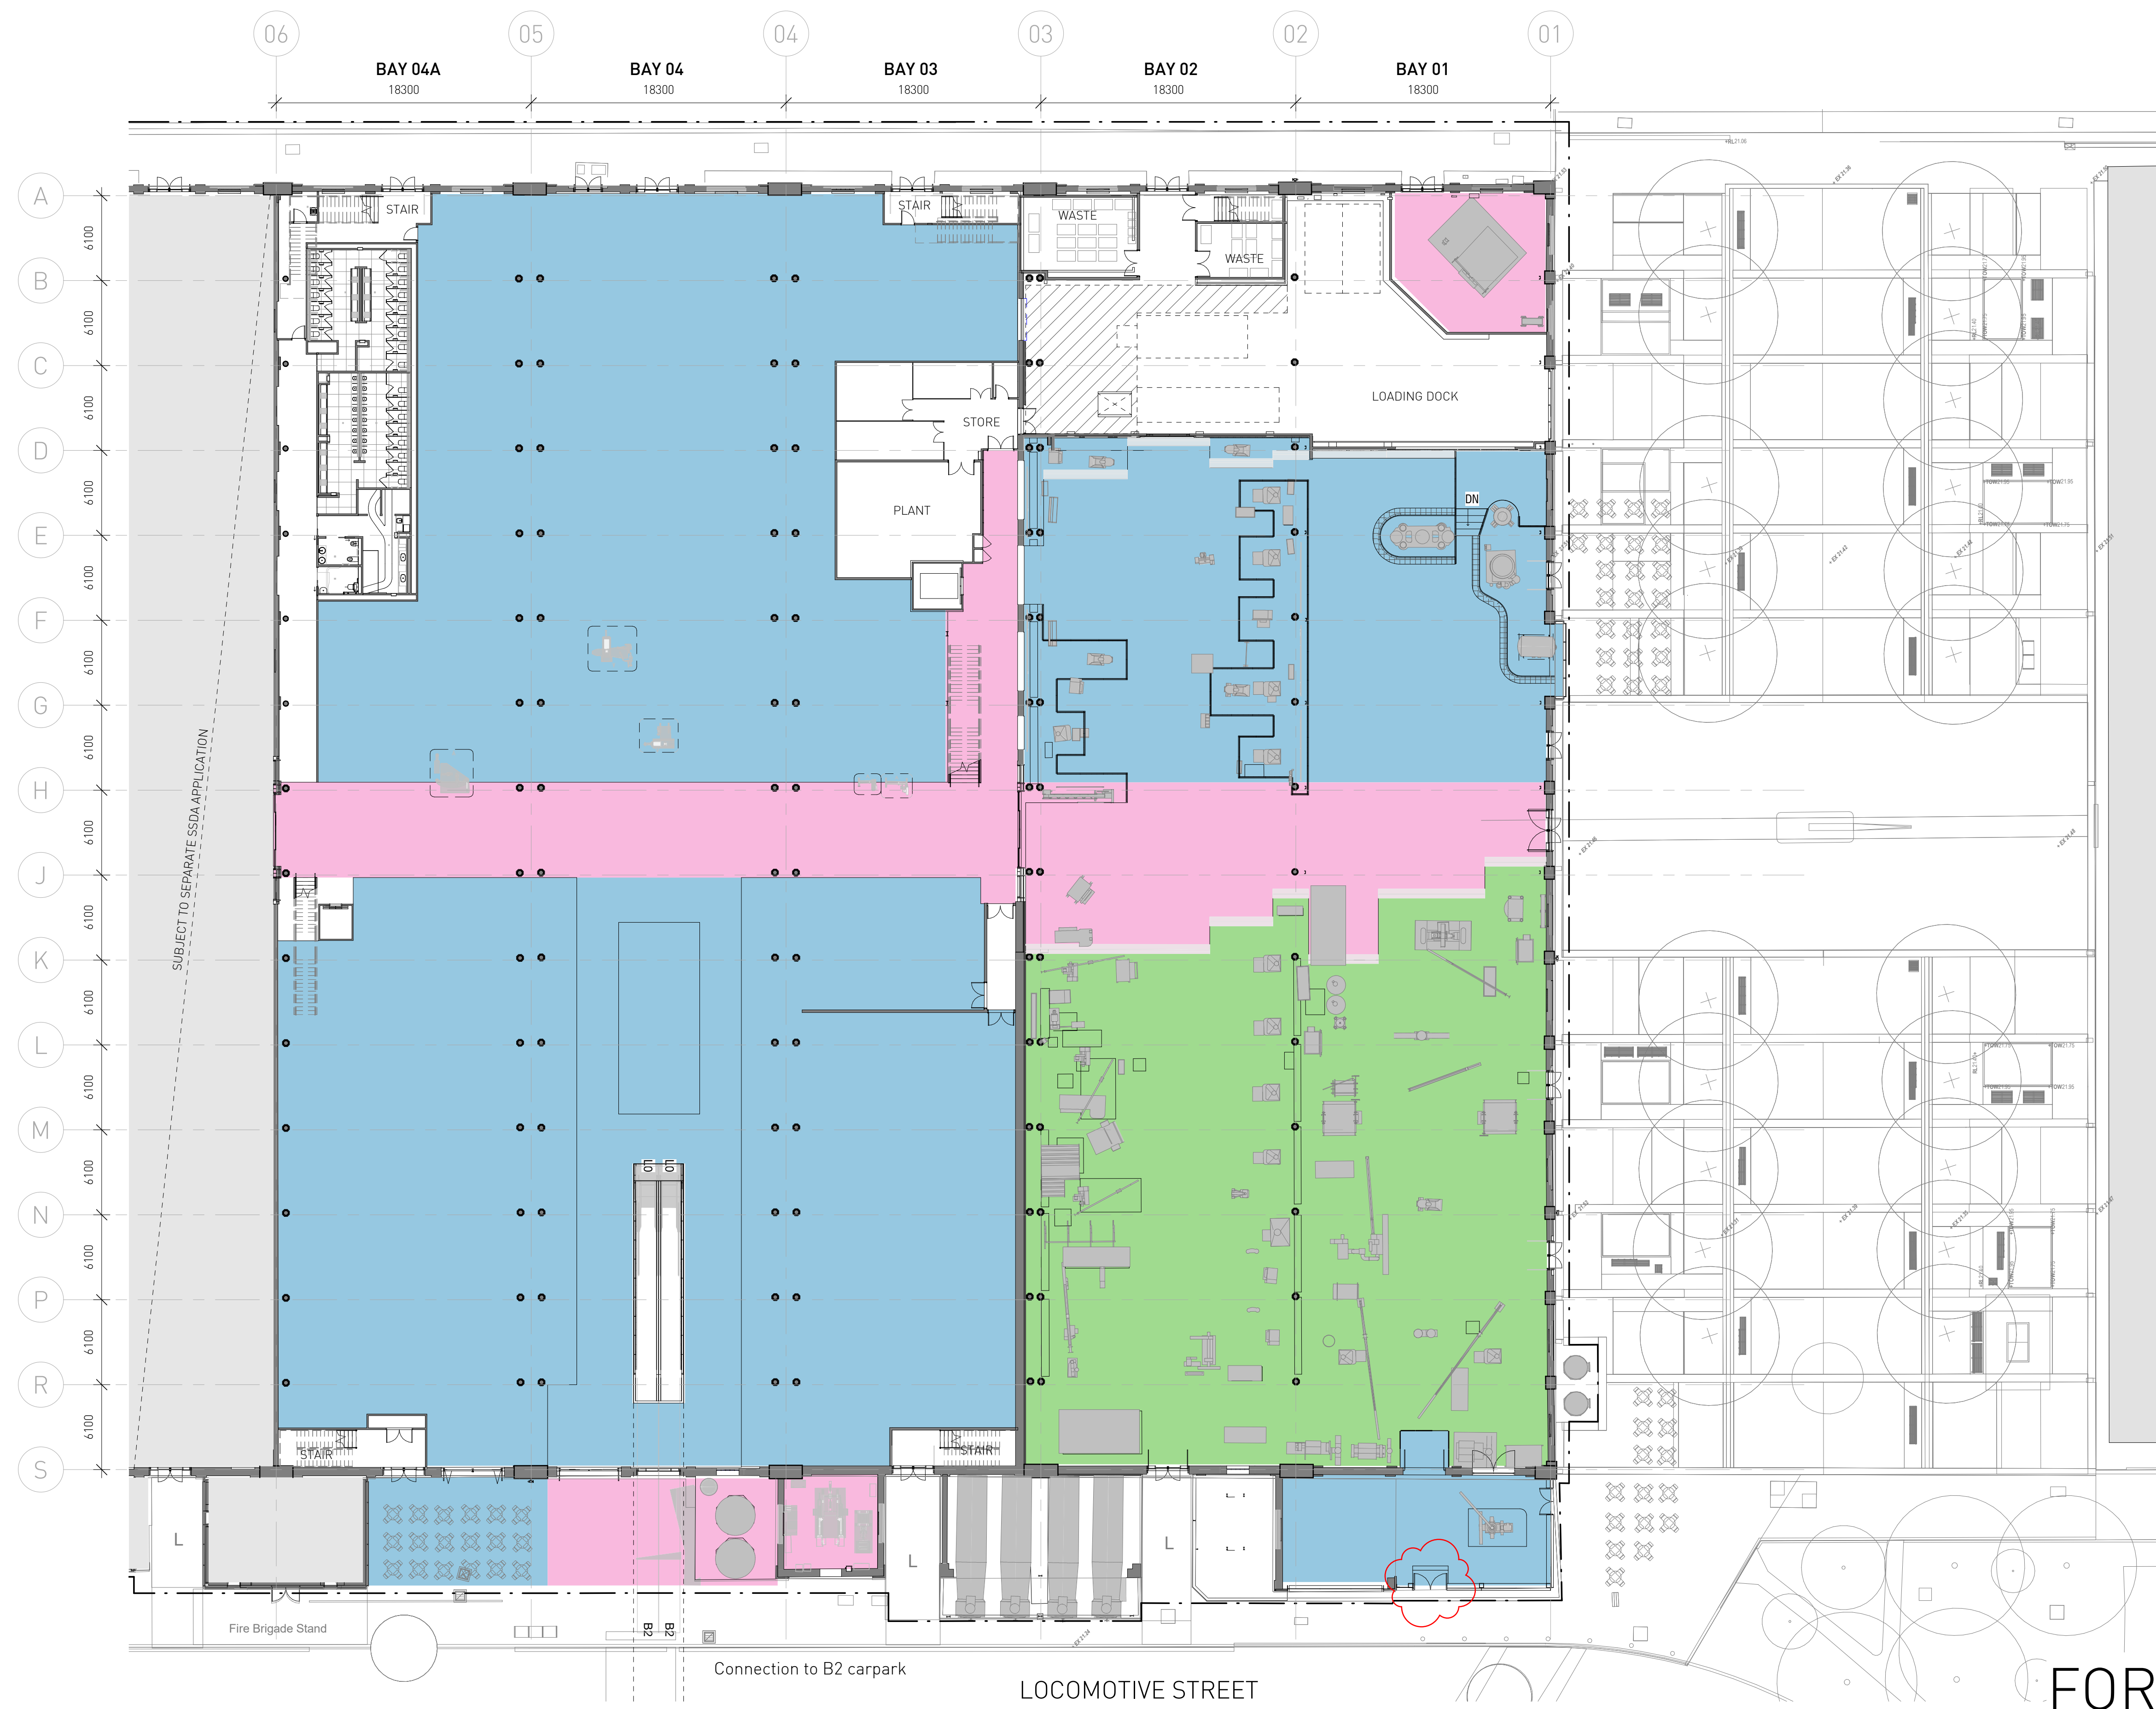 06 05 04 03 02 01
BAY 04A BAY 04 BAY 03 BAY 02 BAY 01
18300 18300 18300 18300 18300
A
STAIR STAIR WASTE
6100
WASTE
B
6100
C
LOADING DOCK
6100
STORE
D
DN
6100
PLANT
E
6100
F
6100
G
6100
SUBJECT TO SEPARATE SSDA APPLICATION
H
6100
J
6100
K
6100
L
6100
M
6100
LO LO
N
6100
P
6100
R
6100
STAIR STAIR
S
L L L
Fire Brigade Stand
B2 B2
Connection to B2 carpark
LOCOMOTIVE STREET
FOR